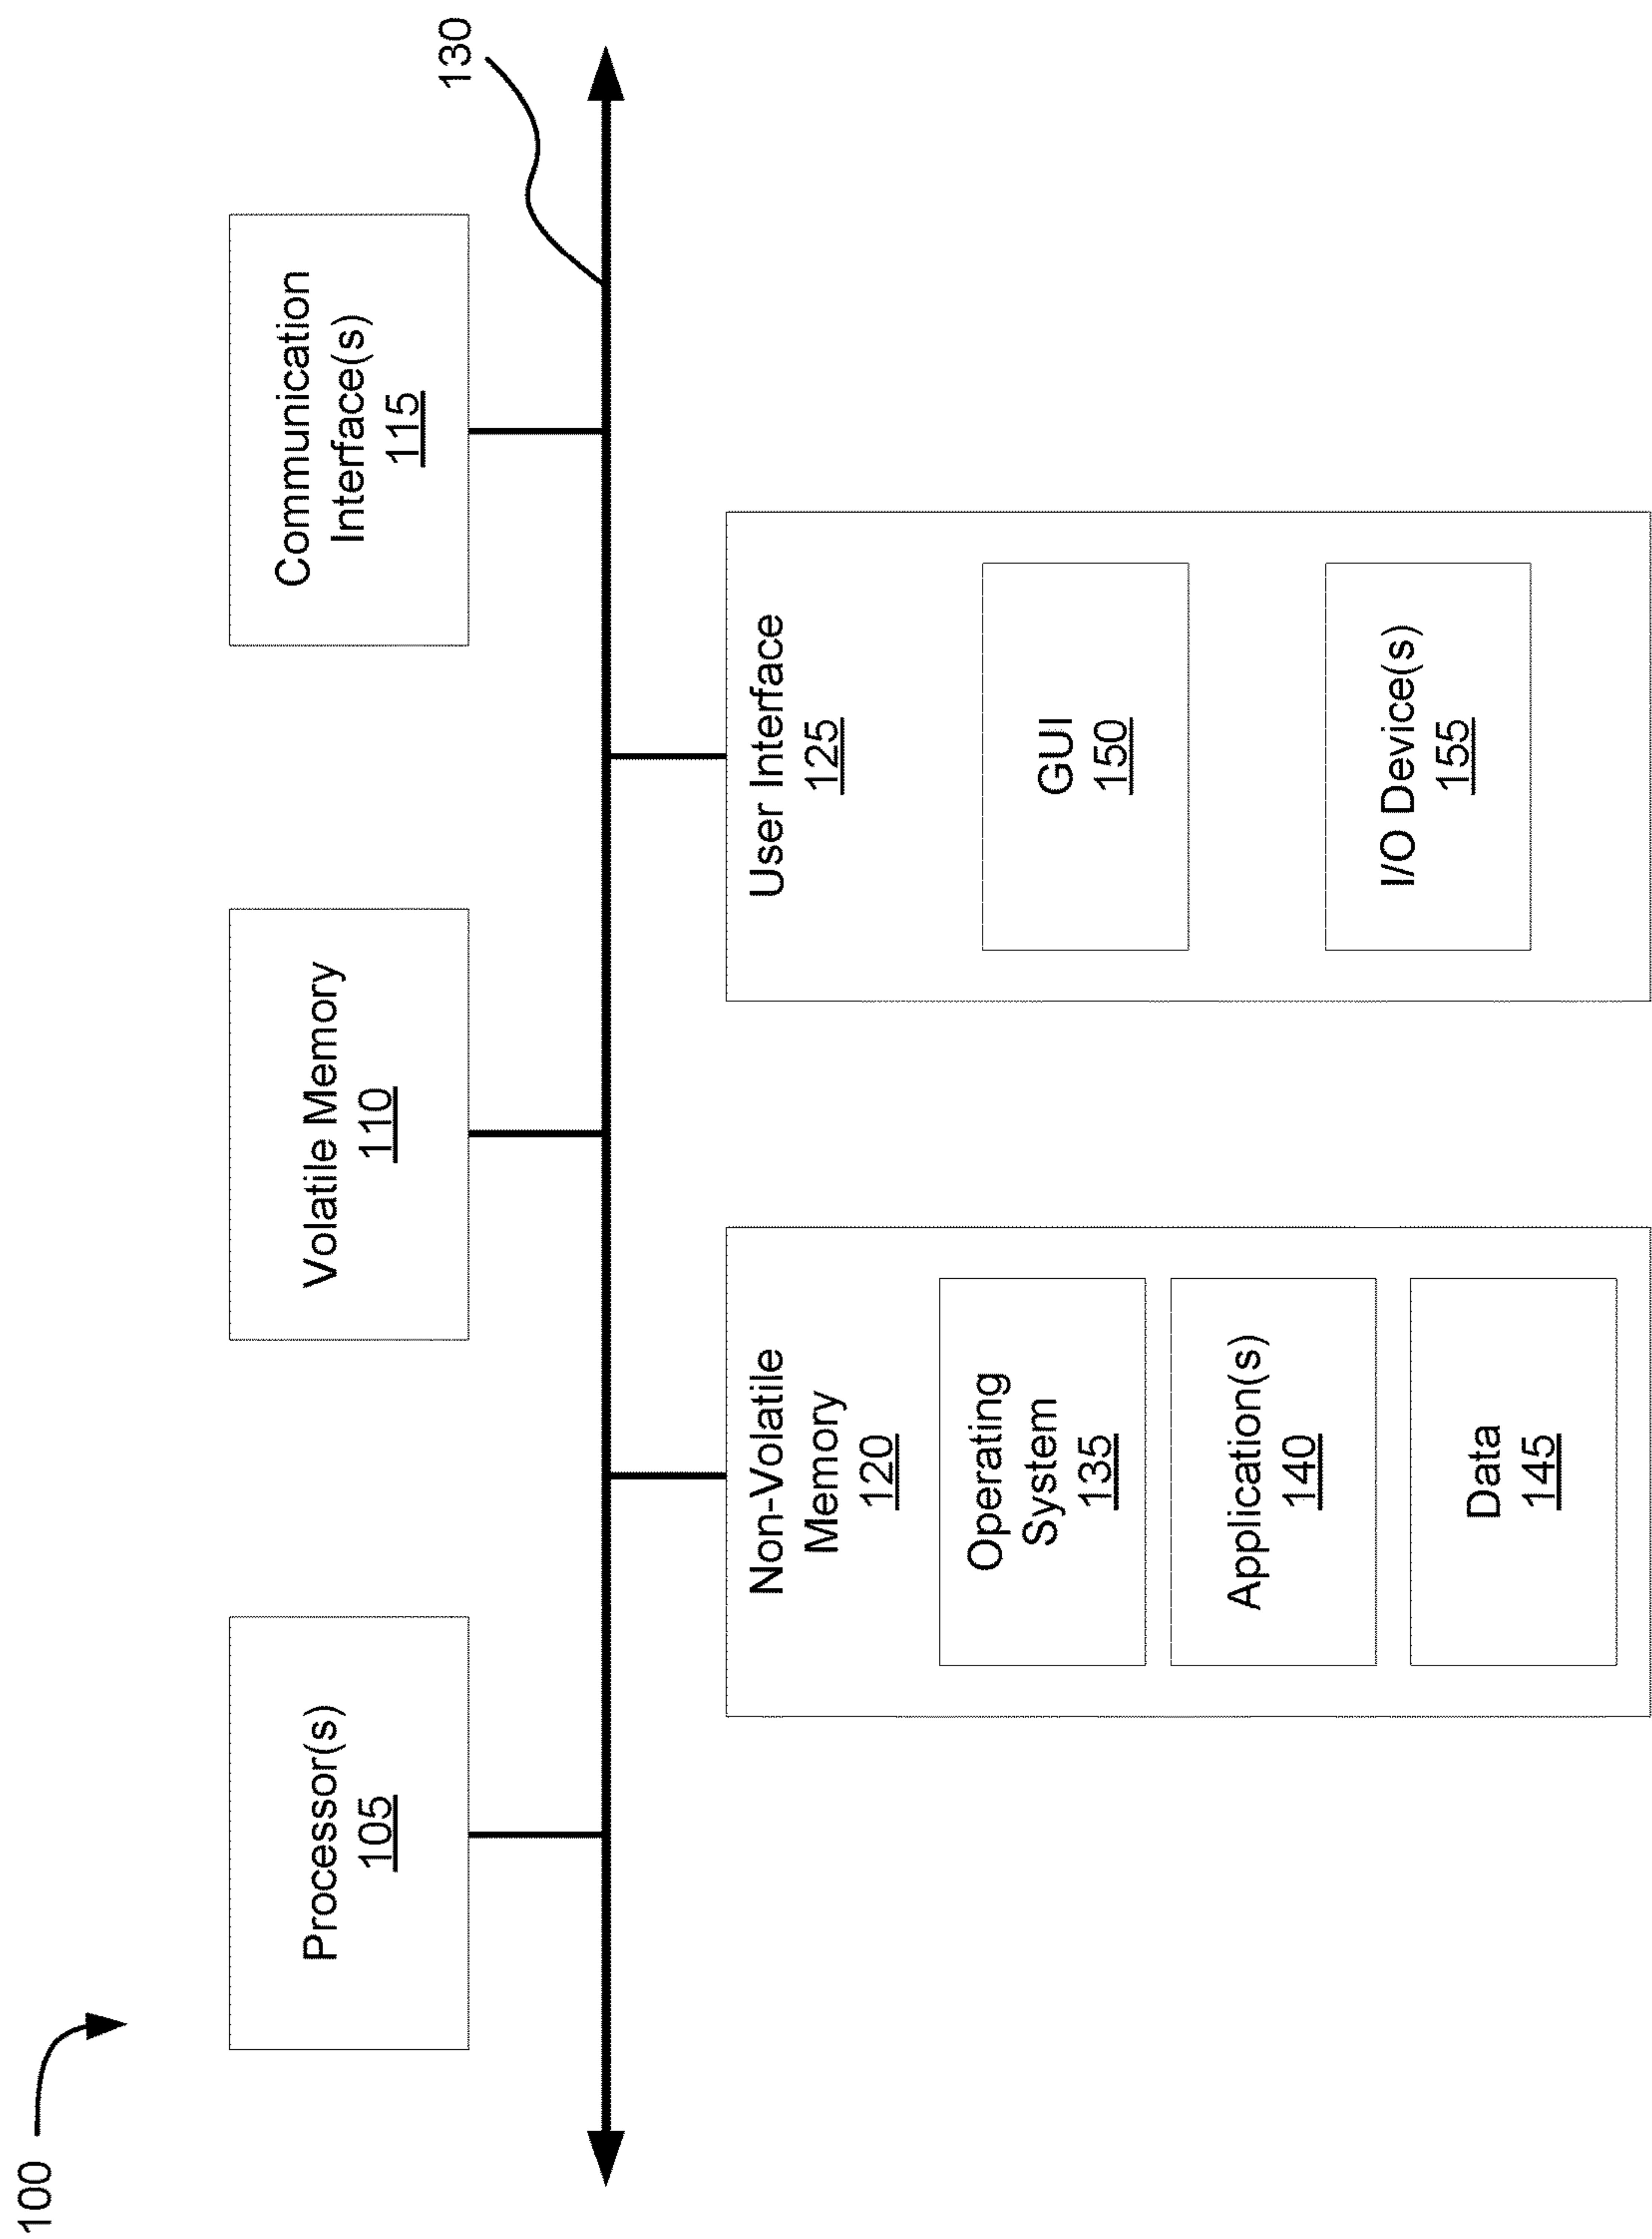 100
Processor(s)
105
Volatile Memory
110
Communication
Interface(s)
115
130
Non-Volatile
Memory
120
Operating
System
135
Application(s)
140
Data
145
User Interface
125
GUI
150
I/O Device(s)
155